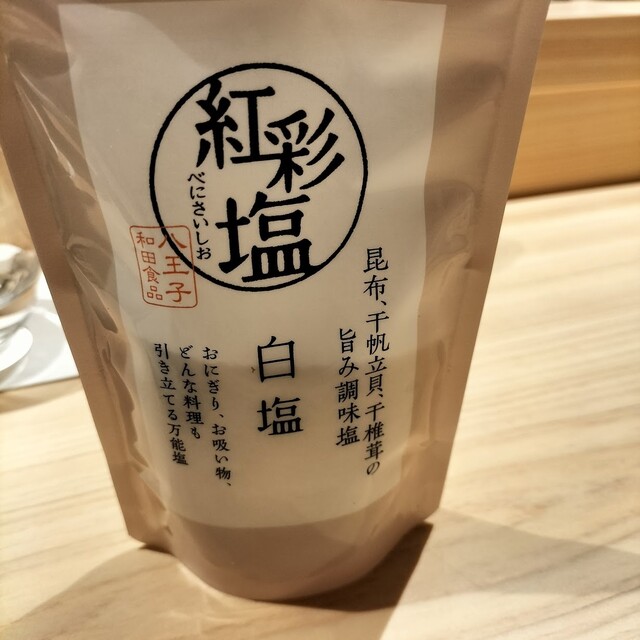 紅彩塩
べにさいしお
八王子
和田食品
昆布、干帆立貝、干椎茸の
旨み調味塩
白塩
おにぎり、お吸い物、
どんな料理も
引き立てる万能塩